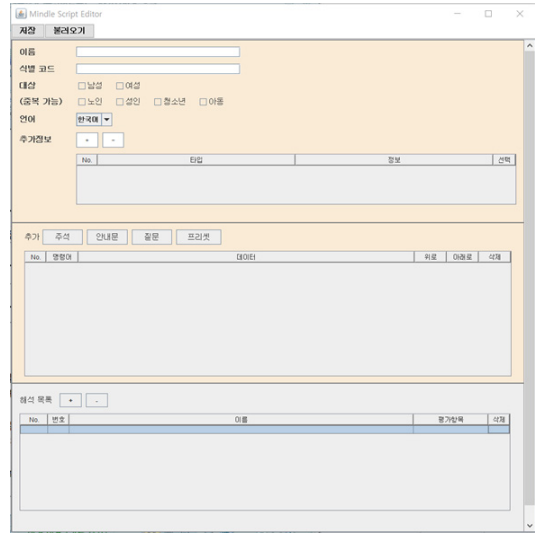 Mindle Script Editor
저장 불러오기
이름
식별 코드
대상 남성 여성
(중복 가능) 노인 성인 청소년 아동
언어 한국어
추가정보 + -
No. 타입 정보 선택
추가 주석 안내문 질문 프리셋
No. 명령어 데이터 위로 아래로 삭제
해석 목록 + -
No. 번호 이름 평가항목 삭제